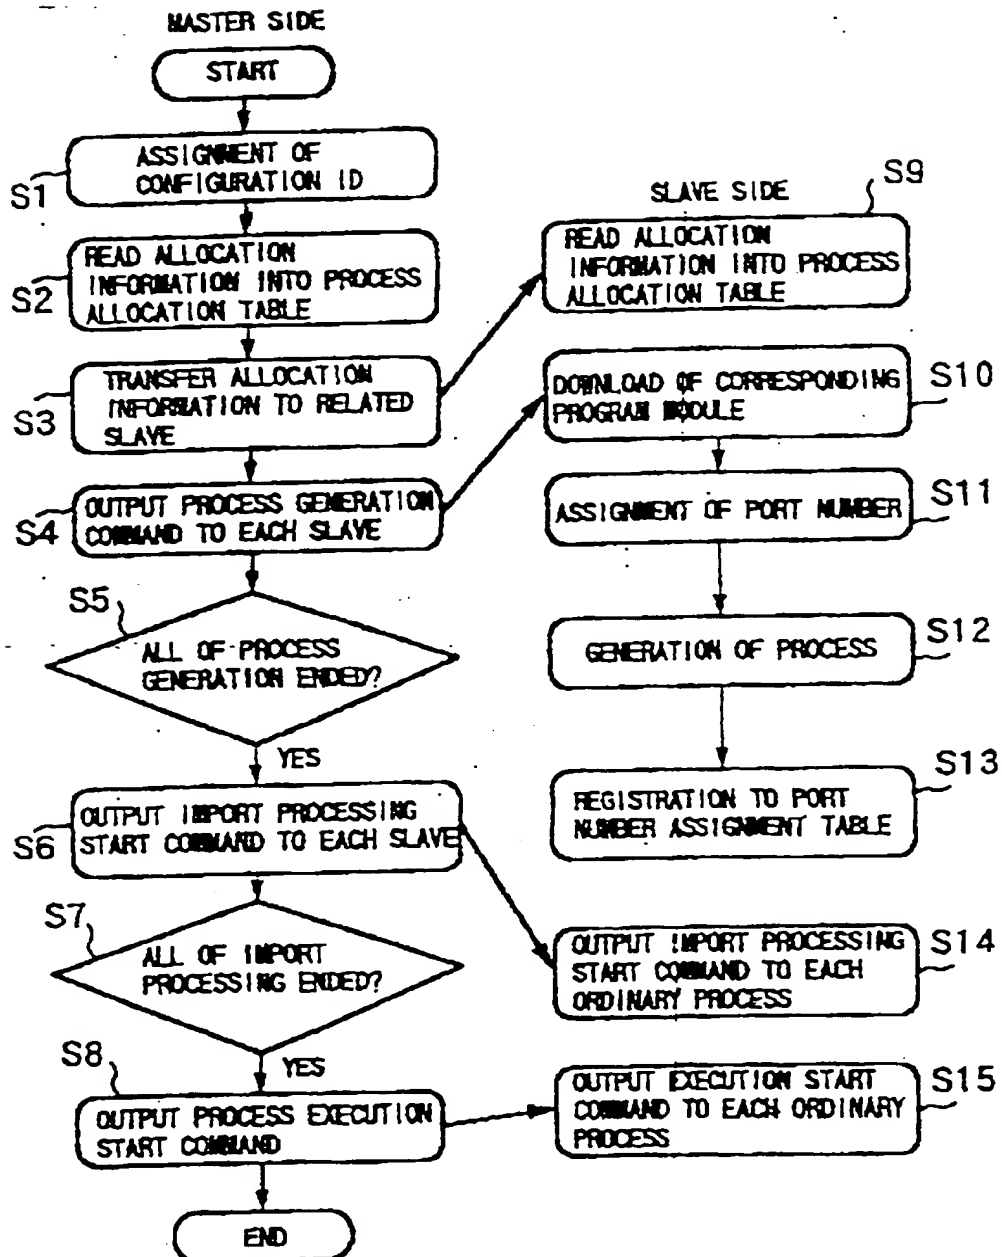 MASTER SIDE
START
S1
ASSIGNMENT OF
CONFIGURATION ID
S2
READ ALLOCATION
INFORMATION INTO PROCESS
ALLOCATION TABLE
S3
TRANSFER ALLOCATION
INFORMATION TO RELATED
SLAVE
S4
OUTPUT PROCESS GENERATION
COMMAND TO EACH SLAVE
S5
ALL OF PROCESS
GENERATION ENDED?
YES
S6
OUTPUT IMPORT PROCESSING
START COMMAND TO EACH SLAVE
S7
ALL OF IMPORT
PROCESSING ENDED?
YES
S8
OUTPUT PROCESS EXECUTION
START COMMAND
END
SLAVE SIDE
S9
READ ALLOCATION
INFORMATION INTO PROCESS
ALLOCATION TABLE
S10
DOWNLOAD OF CORRESPONDING
PROGRAM MODULE
S11
ASSIGNMENT OF PORT NUMBER
S12
GENERATION OF PROCESS
S13
REGISTRATION TO PORT
NUMBER ASSIGNMENT TABLE
S14
OUTPUT IMPORT PROCESSING
START COMMAND TO EACH
ORDINARY PROCESS
S15
OUTPUT EXECUTION START
COMMAND TO EACH ORDINARY
PROCESS